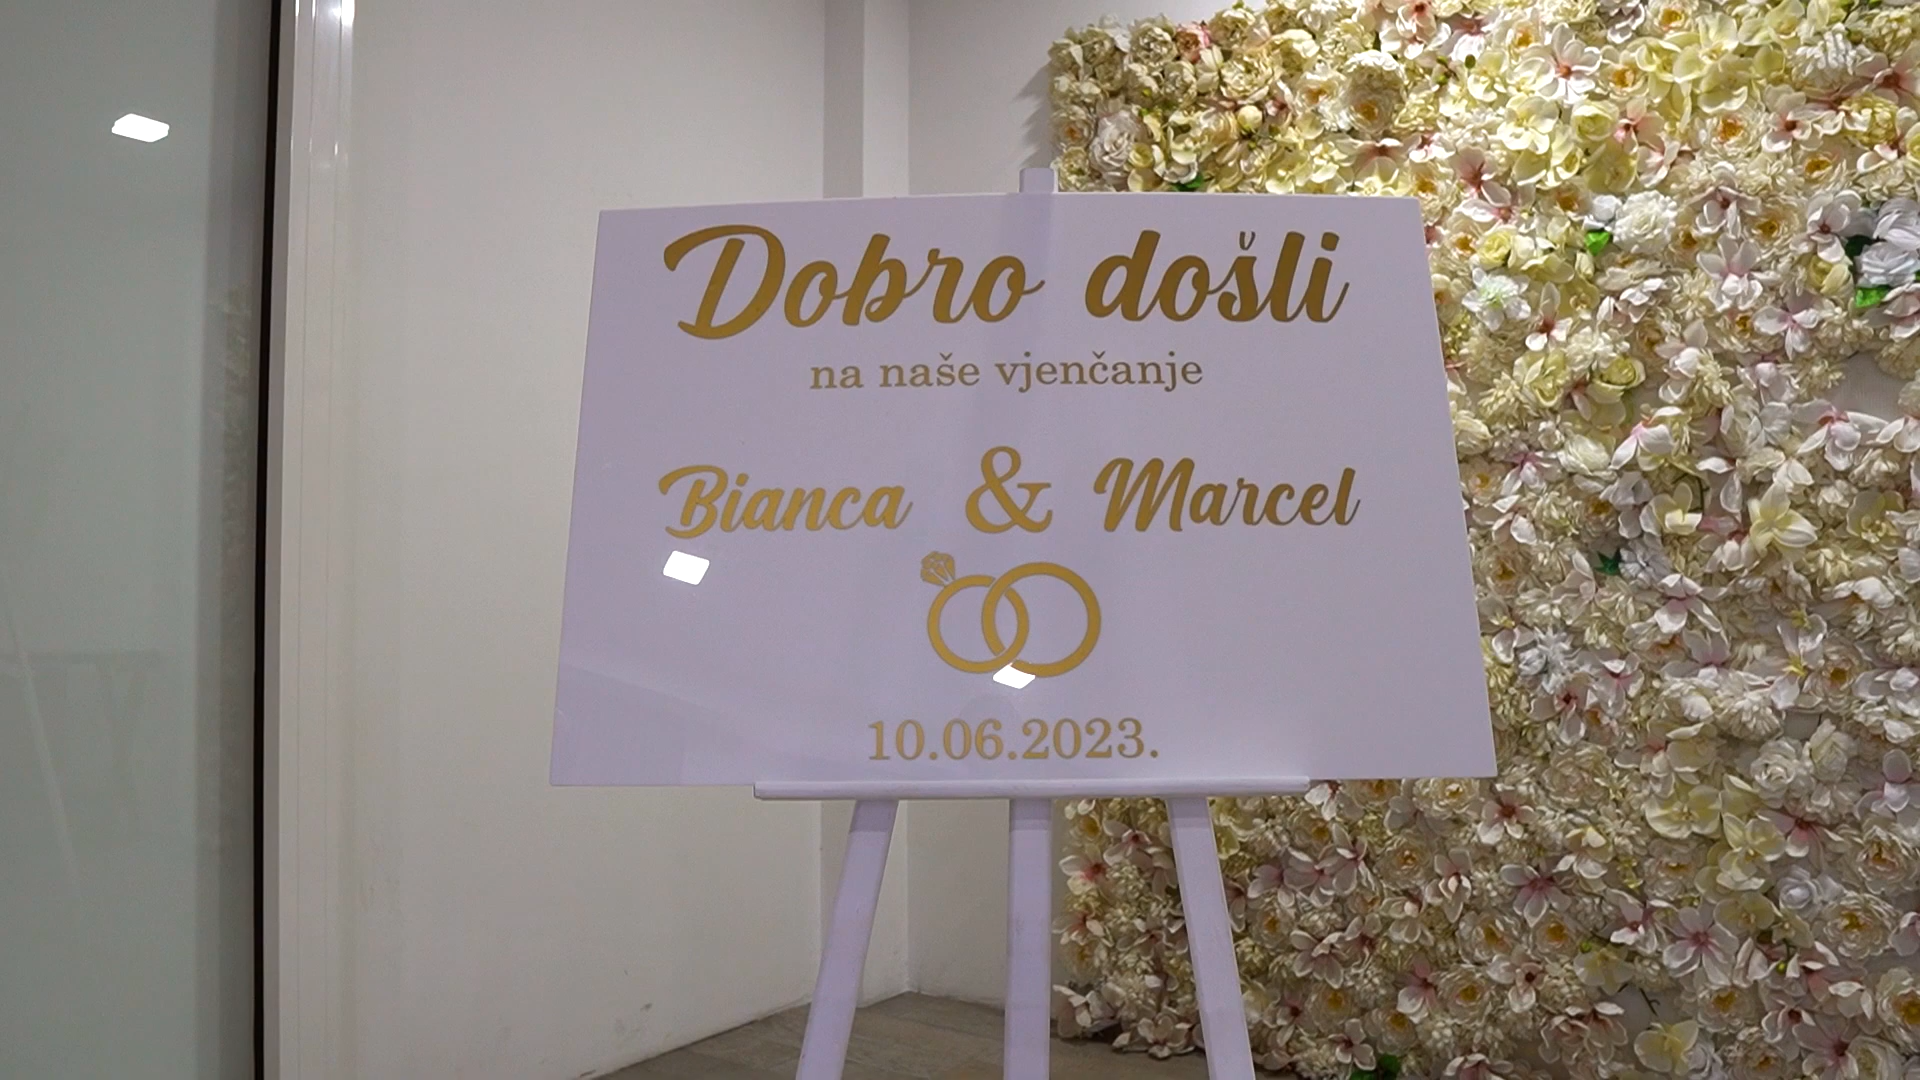 Dobro došli
na naše vjenčanje
Bianca & Marcel
10.06.2023.